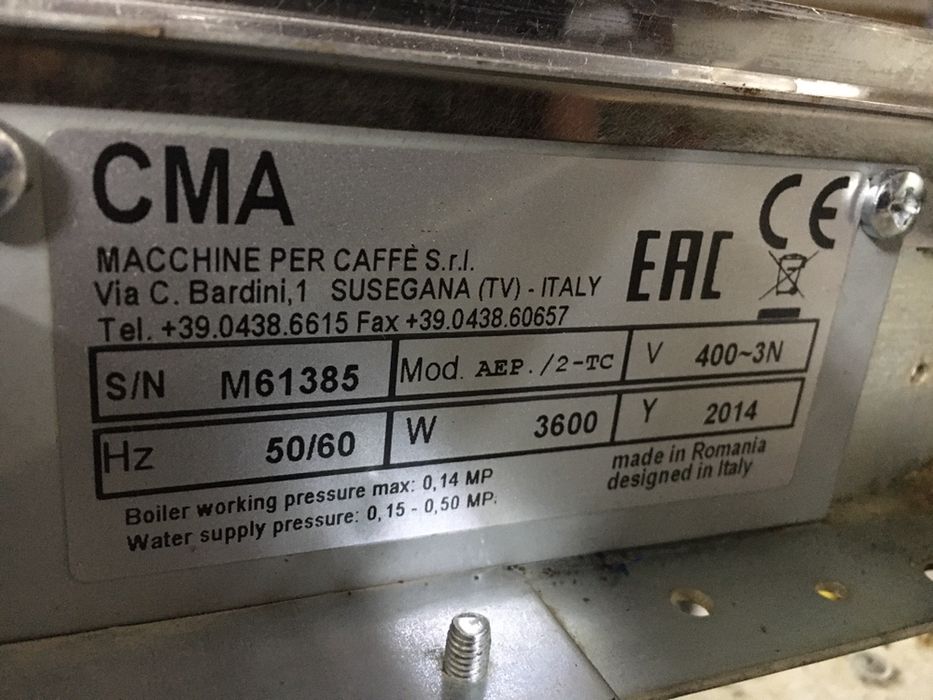 CMA
MACCHINE PER CAFFÈ S.r.l.
Via C. Bardini,1 SUSEGANA (TV) - ITALY
Tel. +39.0438.6615 Fax +39.0438.60657
EAC CE
S/N M61385 Mod. AEP./2-TC V 400~3N
Hz 50/60 W 3600 Y 2014
Boiler working pressure max: 0,14 MP
Water supply pressure: 0,15 - 0,50 MP.
made in Romania
designed in Italy